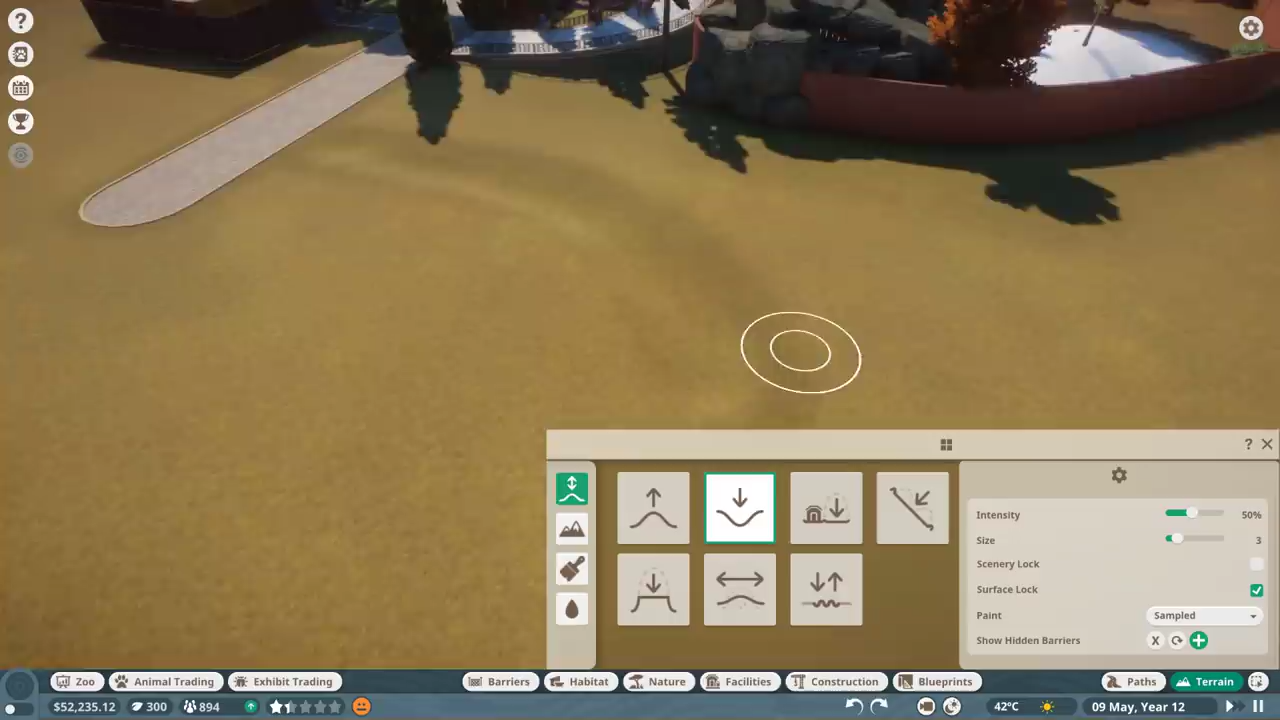 ?
? X
Intensity 50%
Size 3
Scenery Lock
Surface Lock
Paint Sampled
Show Hidden Barriers X
Zoo Animal Trading Exhibit Trading Barriers Habitat Nature Facilities Construction Blueprints Paths Terrain
$52,235.12 300 894 42°C 09 May, Year 12